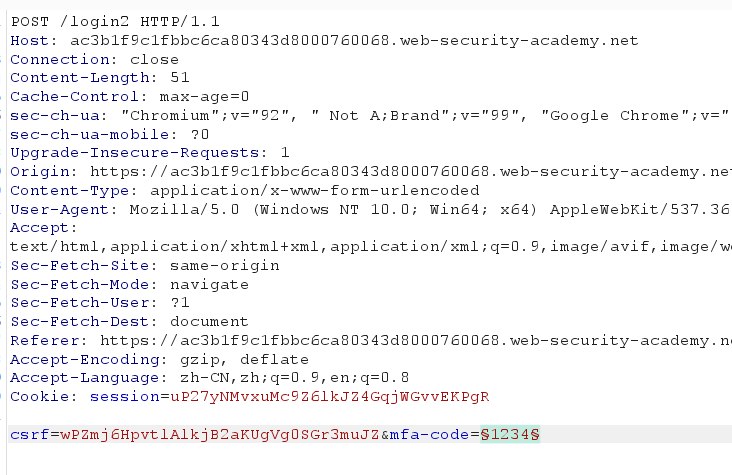 POST /login2 HTTP/1.1
Host: ac3b1f9c1fbbc6ca80343d8000760068.web-security-academy.net
Connection: close
Content-Length: 51
Cache-Control: max-age=0
sec-ch-ua: "Chromium";v="92", " Not A;Brand";v="99", "Google Chrome";v="
sec-ch-ua-mobile: ?0
Upgrade-Insecure-Requests: 1
Origin: https://ac3b1f9c1fbbc6ca80343d8000760068.web-security-academy.ne
Content-Type: application/x-www-form-urlencoded
User-Agent: Mozilla/5.0 (Windows NT 10.0; Win64; x64) AppleWebKit/537.36
Accept:
text/html,application/xhtml+xml,application/xml;q=0.9,image/avif,image/we
Sec-Fetch-Site: same-origin
Sec-Fetch-Mode: navigate
Sec-Fetch-User: ?1
Sec-Fetch-Dest: document
Referer: https://ac3b1f9c1fbbc6ca80343d8000760068.web-security-academy.ne
Accept-Encoding: gzip, deflate
Accept-Language: zh-CN,zh;q=0.9,en;q=0.8
Cookie: session=uP27yNMvxuMc9Z6lkJZ4GqjWGvvEKPgR
csrf=wPZmj6HpvtlAlkjB2aKUgVg0SGr3muJZ&mfa-code=§1234§